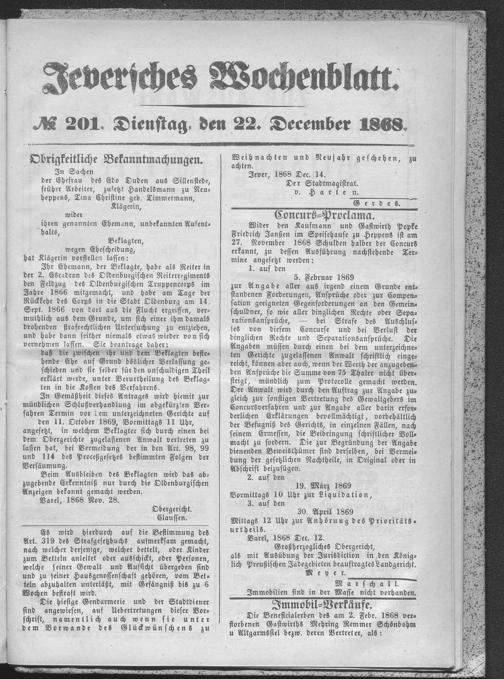 Jeversches Wochenblatt.
№ 201. Dienstag, den 22. December 1868.
Obrigkeitliche Bekanntmachungen.
In Sachen
der Ehefrau des Edo Duden aus Sillenstede,
früher Arbeiter, zuletzt Handelsmann zu Neu-
heppens, Tina Christine geb. Timmermann,
Klägerin,
wider
ihren genannten Ehemann, unbekannten Aufent-
halts,
Beklagten,
wegen Ehescheidung,
hat Klägerin vorstellen lassen:
Ihr Ehemann, der Beklagte, habe als Reiter in
der 2. Escadron des Oldenburgischen Reiterregiments
den Feldzug des Oldenburgischen Truppencorps im
Jahre 1866 mitgemacht, und habe am Tage der
Rückkehr des Corps in die Stadt Oldenburg am 14.
Sept. 1866 von dort aus die Flucht ergriffen, ver-
muthlich aus dem Grunde, um sich einer ihm damals
drohenden strafrechtlichen Untersuchung zu entziehen,
und habe dann seither niemals etwas wieder von sich
vernehmen lassen. Sie beantrage daher:
daß die zwischen ihr und dem Beklagten beste-
hende Ehe auf Grund böslicher Verlassung ge-
schieden und sie selber für den unschuldigen Theil
erklärt werde, unter Verurtheilung des Beklag-
ten in die Kosten des Verfahrens.
In Gemäßheit dieses Antrages wird hiemit zur
mündlichen Schlußverhandlung im abgekürzten Ver-
fahren Termin vor dem unterzeichneten Gerichte auf
den 11. October 1869, Vormittags 11 Uhr,
angesetzt, in welchem Beklagter durch einen bei
dem Obergerichte zugelassenen Anwalt vertreten zu
lassen hat, bei Vermeidung der in den Art. 98, 99
und 114 des Proceßgesetzes bestimmten Folgen der
Versäumung.
Beim Ausbleiben des Beklagten wird das ab-
zugebende Erkenntniß nur durch die Oldenburgischen
Anzeigen bekannt gemacht werden.
Varel, 1868 Nov. 28.
Obergericht.
Claussen.
Es wird hierdurch auf die Bestimmung des
Art. 319 des Strafgesetzbuchs aufmerksam gemacht,
nach welcher derjenige, welcher bettelt, oder Kinder
zum Betteln anleitet oder ausschickt, oder Personen,
welche seiner Gewalt und Aufsicht übergeben sind
und zu seiner Hausgenossenschaft gehören, vom Bet-
teln abzuhalten unterläßt, mit Gefängniß bis zu 6
Wochen bestraft wird.
Die hiesige Gendarmerie und der Stadtdiener
sind angewiesen, auf Uebertretungen dieser Vor-
schrift, namentlich auch wenn sie unter
dem Vorwande des Glückwünschens zu
Weihnachten und Neujahr geschehen, zu
achten.
Jever, 1868 Dec. 14.
Der Stadtmagistrat.
v. Harten.
Gerdes.
Concurs-Proclama.
Wider den Kaufmann und Gastwirth Popke
Friedrich Janßen im Speisehause zu Heppens ist am
27. November 1868 Schulden halber der Concurs
erkannt, zu dessen Ausführung nachstehende Ter-
mine angesetzt werden:
1. auf den
5. Februar 1869
zur Angabe aller aus irgend einem Grunde ent-
standenen Forderungen, Ansprüche oder zur Compen-
sation geeigneten Gegenforderungen an den Gemein-
schuldner, so wie aller dinglichen Rechte oder Sepa-
rationsansprüche, — bei Strafe des Ausschlus-
ses von diesem Concurse und bei Verlust der
dinglichen Rechte und Separationsansprüche. Die
Angaben müssen durch einen bei dem unterzeichne-
ten Gerichte zugelassenen Anwalt schriftlich einge-
reicht, können aber auch, wenn der Werth der anzugeben-
den Ansprüche die Summe von 75 Thaler nicht über-
steigt, mündlich zum Protocolle gemacht werden.
Der Anwalt wird durch den Auftrag zur Angabe zu-
gleich zur sonstigen Vertretung des Gewaltgebers im
Concursverfahren und zur Angabe aller darin erfor-
derlichen Erklärungen bevollmächtigt, vorbehältlich
der Befugniß des Gerichts, in einzelnen Fällen, nach
seinem Ermessen, die Beibringung schriftlicher Voll-
macht zu fordern. Die zur Begründung der Angabe
dienenden Beweisthümer sind derselben, bei Vermei-
dung der gesetzlichen Nachtheile, in Original oder in
Abschrift beizufügen.
2. auf den
19. März 1869
Vormittags 10 Uhr zur Liquidation,
3. auf den
30. April 1869
Mittags 12 Uhr zur Anhörung des Prioritäts-
urtheils.
Varel, 1868 Dec. 12.
Großherzogliches Obergericht,
als mit Ausübung der Jurisdiction in den König-
lich Preußischen Jadegebieten beauftragtes Landgericht.
Meyer.
Marschall.
Immobilien sind in der Masse nicht vorhanden.
Immobil-Verkäufe.
Die Beneficialerben des am 2. Febr. 1868 ver-
storbenen Gastwirths Mehring Remmer Schönbohm
u Altgarmssiel bezw. deren Vertreter, als: